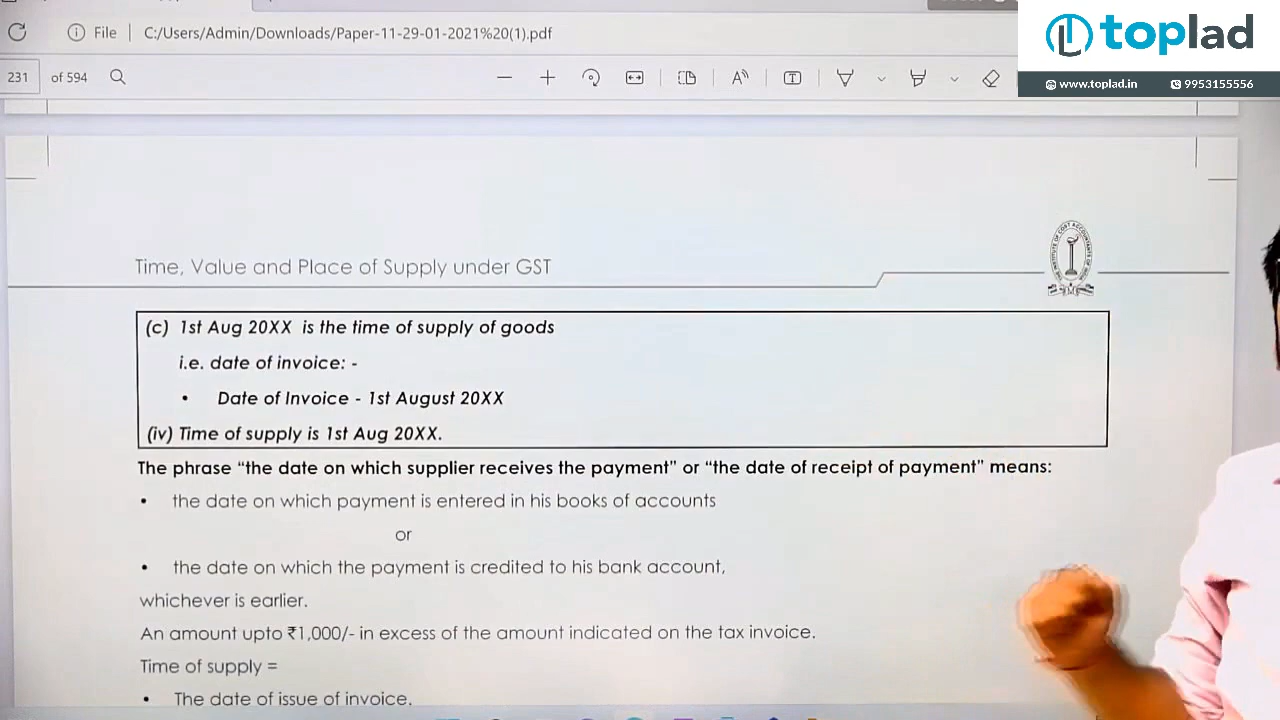 toplad
www.toplad.in 9953155556
File C:/Users/Admin/Downloads/Paper-11-29-01-2021%20(1).pdf
231 of 594
Time, Value and Place of Supply under GST
(c) 1st Aug 20XX is the time of supply of goods
i.e. date of invoice: -
• Date of Invoice - 1st August 20XX
(iv) Time of supply is 1st Aug 20XX.
The phrase "the date on which supplier receives the payment" or "the date of receipt of payment" means:
• the date on which payment is entered in his books of accounts
or
• the date on which the payment is credited to his bank account,
whichever is earlier.
An amount upto ₹1,000/- in excess of the amount indicated on the tax invoice.
Time of supply =
• The date of issue of invoice.